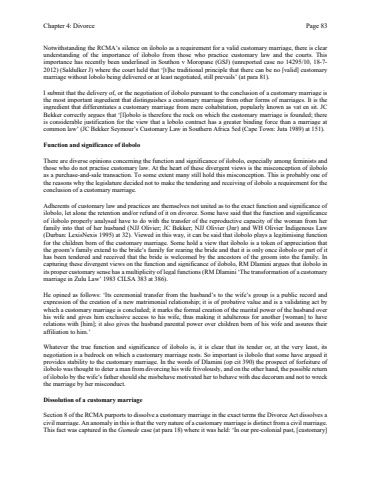 Chapter 4: Divorce Page 83
Notwithstanding the RCMA's silence on ilobolo as a requirement for a valid customary marriage, there is clear
understanding of the importance of ilobolo from those who practice customary law and the courts. This
importance has recently been underlined in Southon v Moropane (GSJ) (unreported case no 14295/10, 18-7-
2012) (Saldulker J) where the court held that '[t]he traditional principle that there can be no [valid] customary
marriage without lobolo being delivered or at least negotiated, still prevails' (at para 81).
I submit that the delivery of, or the negotiation of ilobolo pursuant to the conclusion of a customary marriage is
the most important ingredient that distinguishes a customary marriage from other forms of marriages. It is the
ingredient that differentiates a customary marriage from mere cohabitation, popularly known as vat en sit. JC
Bekker correctly argues that '[l]obolo is therefore the rock on which the customary marriage is founded; there
is considerable justification for the view that a lobolo contract has a greater binding force than a marriage at
common law' (JC Bekker Seymour's Customary Law in Southern Africa 5ed (Cape Town: Juta 1989) at 151).
Function and significance of ilobolo
There are diverse opinions concerning the function and significance of ilobolo, especially among feminists and
those who do not practise customary law. At the heart of these divergent views is the misconception of ilobolo
as a purchase-and-sale transaction. To some extent many still hold this misconception. This is probably one of
the reasons why the legislature decided not to make the tendering and receiving of ilobolo a requirement for the
conclusion of a customary marriage.
Adherents of customary law and practices are themselves not united as to the exact function and significance of
ilobolo, let alone the retention and/or refund of it on divorce. Some have said that the function and significance
of ilobolo properly analysed have to do with the transfer of the reproductive capacity of the woman from her
family into that of her husband (NJJ Olivier; JC Bekker; NJJ Olivier (Jnr) and WH Olivier Indigenous Law
(Durban: LexisNexis 1995) at 32). Viewed in this way, it can be said that ilobolo plays a legitimising function
for the children born of the customary marriage. Some hold a view that ilobolo is a token of appreciation that
the groom's family extend to the bride's family for rearing the bride and that it is only once ilobolo or part of it
has been tendered and received that the bride is welcomed by the ancestors of the groom into the family. In
capturing these divergent views on the function and significance of ilobolo, RM Dlamini argues that ilobolo in
its proper customary sense has a multiplicity of legal functions (RM Dlamini 'The transformation of a customary
marriage in Zulu Law' 1983 CILSA 383 at 386).
He opined as follows: 'Its ceremonial transfer from the husband's to the wife's group is a public record and
expression of the creation of a new matrimonial relationship; it is of probative value and is a validating act by
which a customary marriage is concluded; it marks the formal creation of the marital power of the husband over
his wife and gives him exclusive access to his wife, thus making it adulterous for another [woman] to have
relations with [him]; it also gives the husband parental power over children born of his wife and assures their
affiliation to him.'
Whatever the true function and significance of ilobolo is, it is clear that its tender or, at the very least, its
negotiation is a bedrock on which a customary marriage rests. So important is ilobolo that some have argued it
provides stability to the customary marriage. In the words of Dlamini (op cit 390) the prospect of forfeiture of
ilobolo was thought to deter a man from divorcing his wife frivolously, and on the other hand, the possible return
of ilobolo by the wife's father should she misbehave motivated her to behave with due decorum and not to wreck
the marriage by her misconduct.
Dissolution of a customary marriage
Section 8 of the RCMA purports to dissolve a customary marriage in the exact terms the Divorce Act dissolves a
civil marriage. An anomaly in this is that the very nature of a customary marriage is distinct from a civil marriage.
This fact was captured in the Gumede case (at para 18) where it was held: 'In our pre-colonial past, [customary]